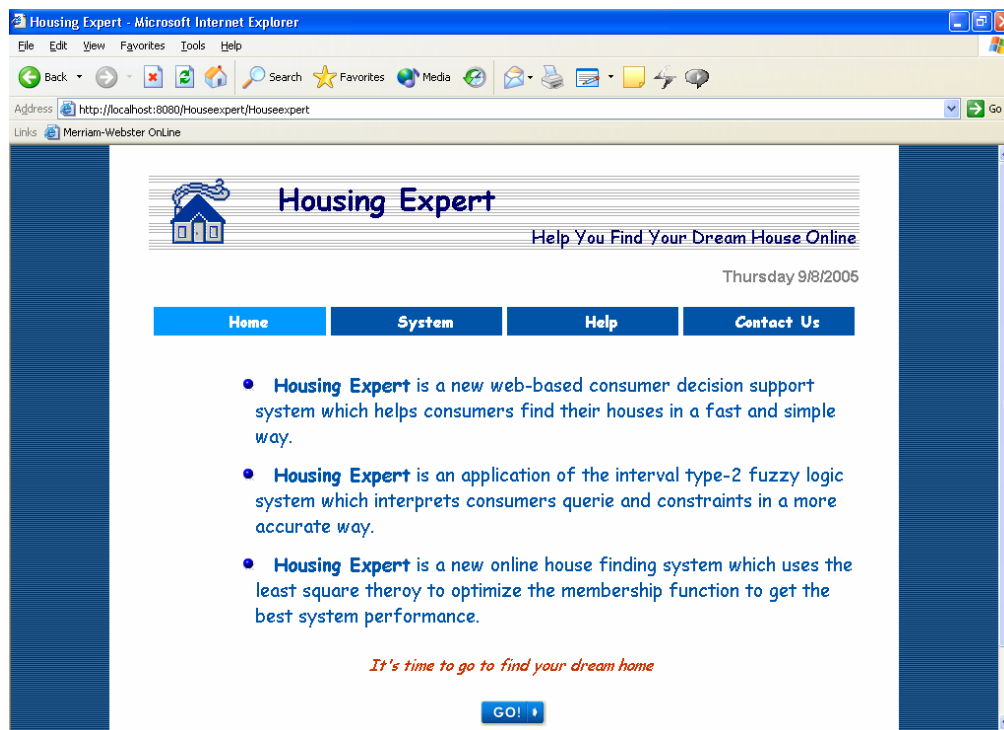 Housing Expert - Microsoft Internet Explorer
File Edit View Favorites Tools Help
Back Search Favorites Media
Address http://localhost:8080/Houseexpert/Houseexpert Go
Links Merriam-Webster OnLine
Housing Expert
Help You Find Your Dream House Online
Thursday 9/8/2005
Home System Help Contact Us
Housing Expert is a new web-based consumer decision support
system which helps consumers find their houses in a fast and simple
way.
Housing Expert is an application of the interval type-2 fuzzy logic
system which interprets consumers querie and constraints in a more
accurate way.
Housing Expert is a new online house finding system which uses the
least square theroy to optimize the membership function to get the
best system performance.
It's time to go to find your dream home
GO!